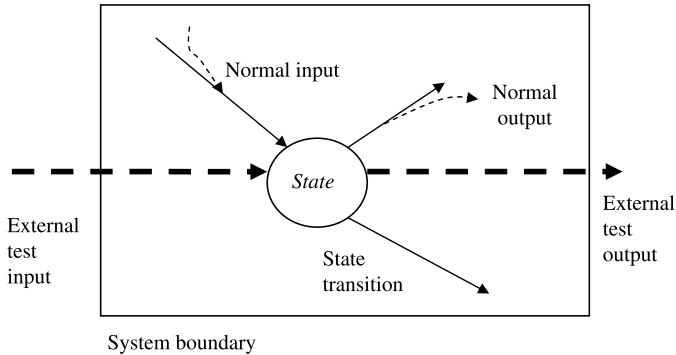 Normal input
Normal
output
State
External
test
input
External
test
output
State
transition
System boundary